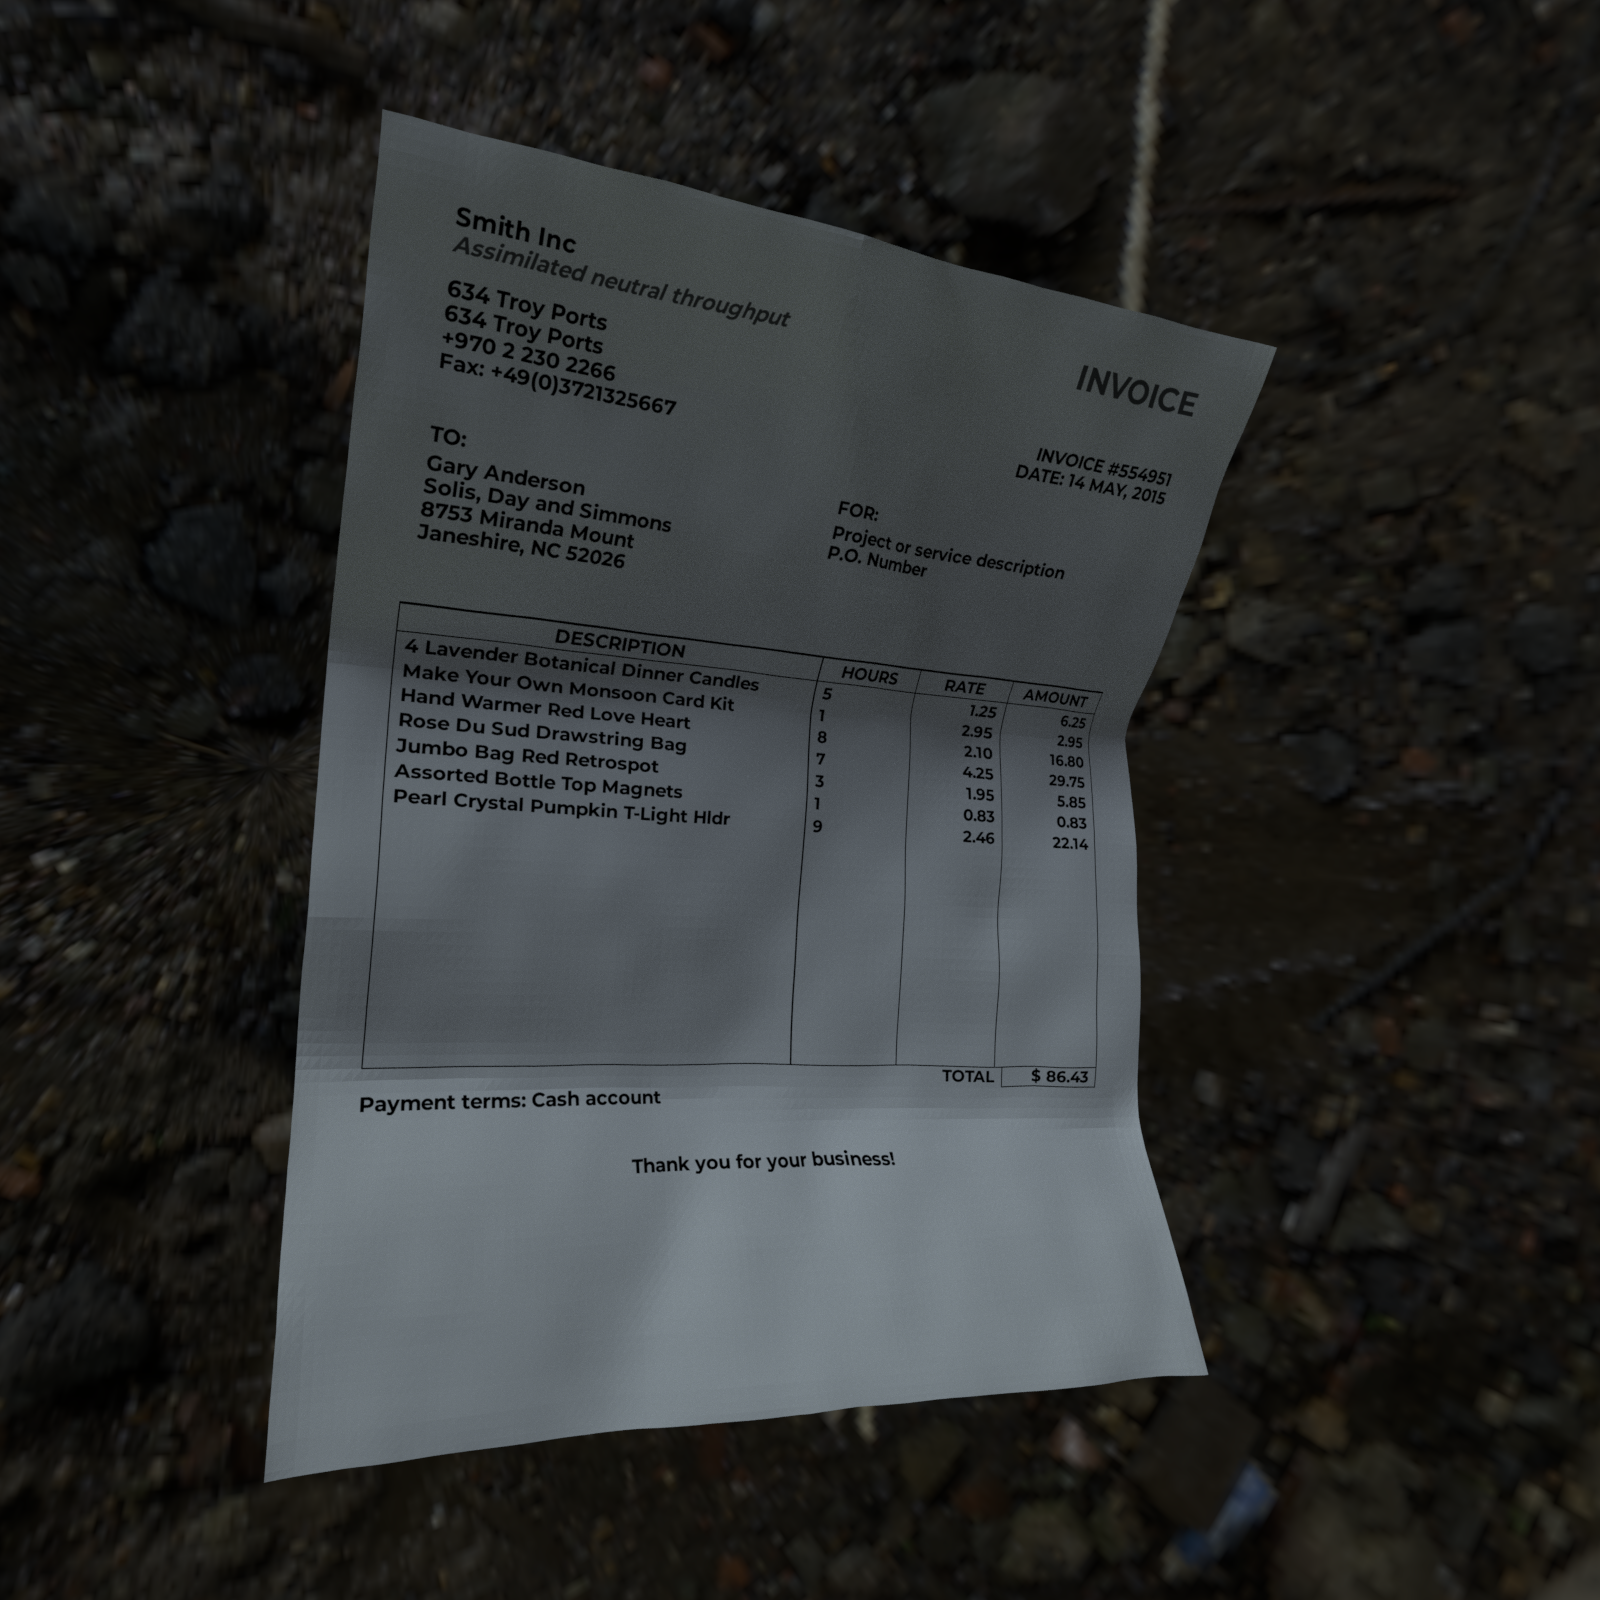 Smith Inc
Assimilated neutral throughput
634 Troy Ports
634 Troy Ports
+970 2 230 2266
Fax: +49(0)3721325667
INVOICE
INVOICE #554951
DATE: 14 MAY, 2015
TO:
Gary Anderson
Solis, Day and Simmons
8753 Miranda Mount
Janeshire, NC 52026
FOR:
Project or service description
P.O. Number
DESCRIPTION HOURS RATE AMOUNT
4 Lavender Botanical Dinner Candles 5 1.25 6.25
Make Your Own Monsoon Card Kit 1 2.95 2.95
Hand Warmer Red Love Heart 8 2.10 16.80
Rose Du Sud Drawstring Bag 7 4.25 29.75
Jumbo Bag Red Retrospot 3 1.95 5.85
Assorted Bottle Top Magnets 1 0.83 0.83
Pearl Crystal Pumpkin T-Light Hldr 9 2.46 22.14
TOTAL $ 86.43
Payment terms: Cash account
Thank you for your business!